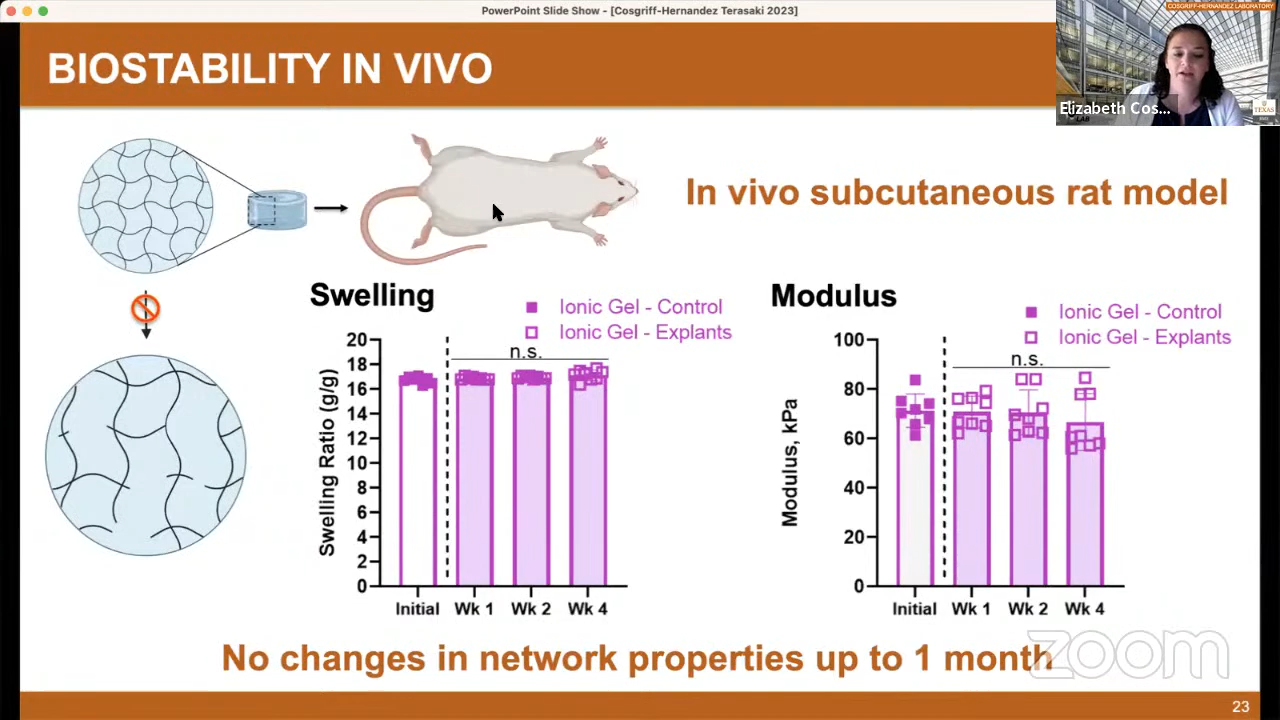 PowerPoint Slide Show - [Cosgriff-Hernandez Terasaki 2023]
COSGRIFF-HERNANDEZ LABORATORY
BIOSTABILITY IN VIVO
Elizabeth Cos...
TEXAS
In vivo subcutaneous rat model
Swelling
Ionic Gel - Control
Ionic Gel - Explants
n.s.
Swelling Ratio (g/g)
20
18
16
14
12
10
8
6
4
2
0
Initial Wk 1 Wk 2 Wk 4
Modulus
Ionic Gel - Control
Ionic Gel - Explants
n.s.
Modulus, kPa
100
80
60
40
20
0
Initial Wk 1 Wk 2 Wk 4
No changes in network properties up to 1 month
zoom
23